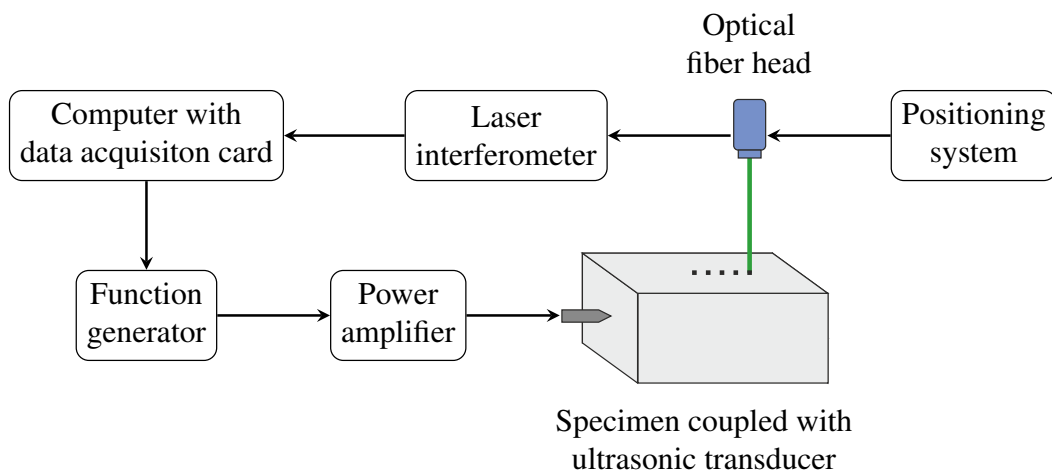 Optical
fiber head
Computer with
data acquisiton card
Laser
interferometer
Positioning
system
Function
generator
Power
amplifier
Specimen coupled with
ultrasonic transducer